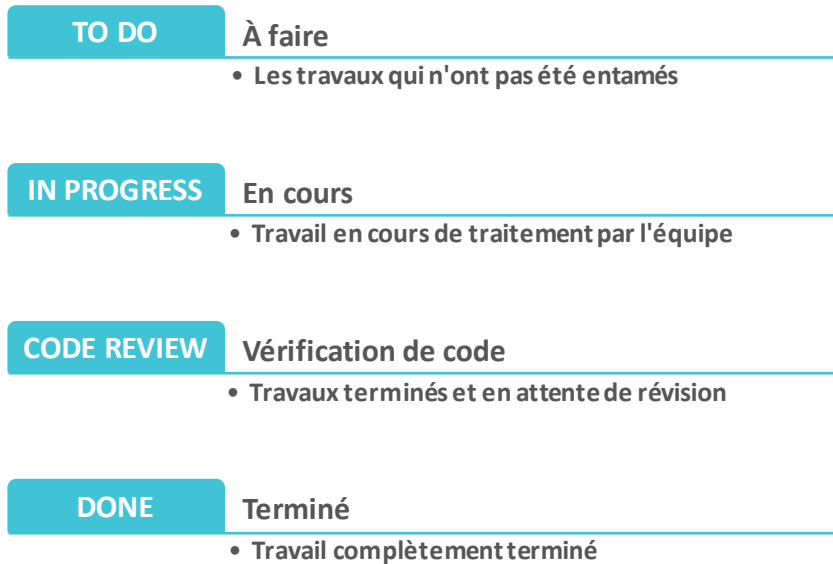 TO DO
À faire
• Les travaux qui n'ont pas été entamés
IN PROGRESS
En cours
• Travail en cours de traitement par l'équipe
CODE REVIEW
Vérification de code
• Travaux terminés et en attente de révision
DONE
Terminé
• Travail complètement terminé